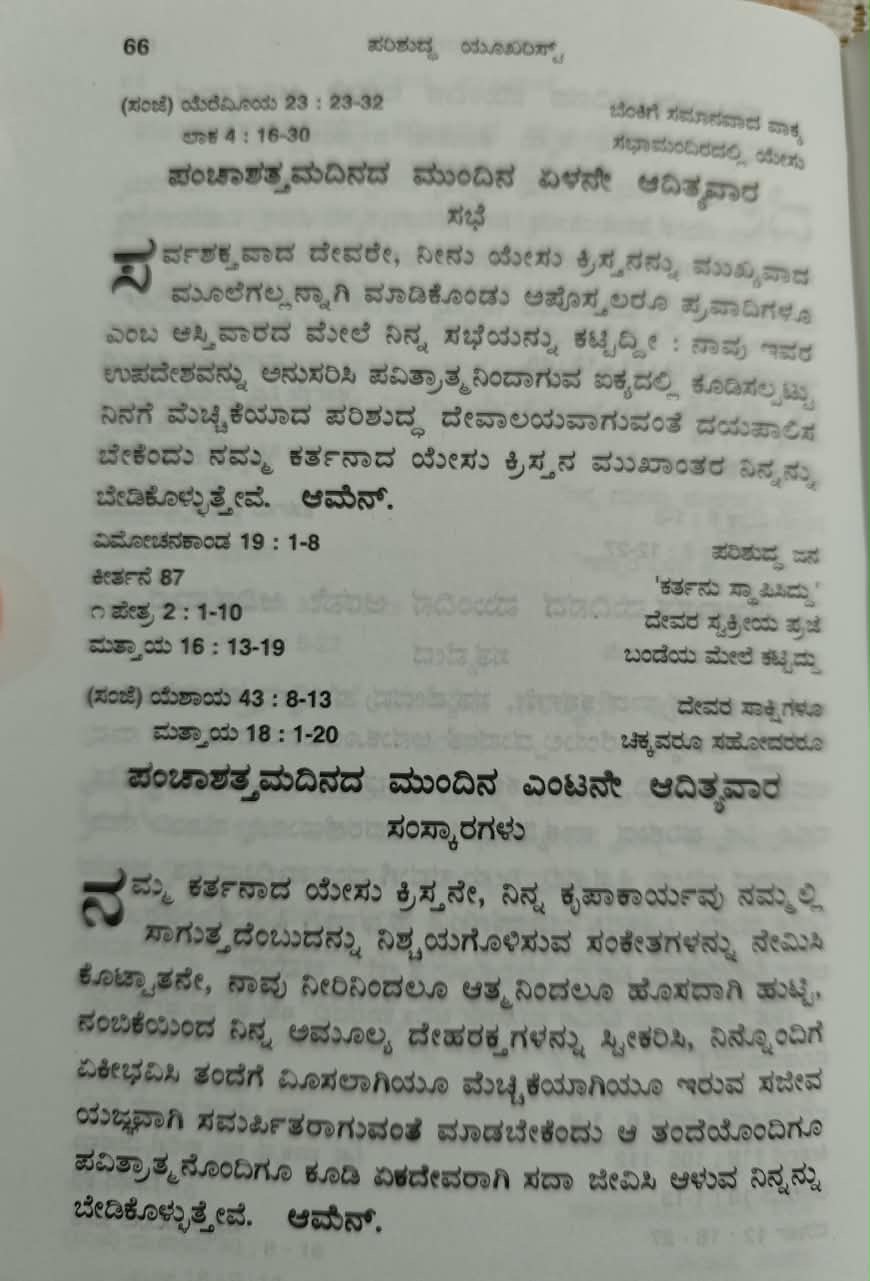 66 ಪರಿಶುದ್ಧ ಯೂಖರಿಸ್ಟ್
(ಸಂಜೆ) ಯೆರೆಮಿಯ 23 : 23-32 ಬೆಂಕಿಗೆ ಸಮಾನವಾದ ವಾಕ್ಯ
ಲೂಕ 4 : 16-30 ಸಭಾಮಂದಿರದಲ್ಲಿ ಯೇಸು
ಪಂಚಾಶತ್ತಮದಿನದ ಮುಂದಿನ ಏಳನೇ ಆದಿತ್ಯವಾರ
ಸಭೆ
ಸರ್ವಶಕ್ತವಾದ ದೇವರೇ, ನೀನು ಯೇಸು ಕ್ರಿಸ್ತನನ್ನು ಮುಖ್ಯವಾದ
ಮೂಲೆಗಲ್ಲನ್ನಾಗಿ ಮಾಡಿಕೊಂಡು ಅಪೊಸ್ತಲರೂ ಪ್ರವಾದಿಗಳೂ
ಎಂಬ ಆಸ್ತಿವಾರದ ಮೇಲೆ ನಿನ್ನ ಸಭೆಯನ್ನು ಕಟ್ಟಿದ್ದೀ : ನಾವು ಇವರ
ಉಪದೇಶವನ್ನು ಅನುಸರಿಸಿ ಪವಿತ್ರಾತ್ಮನಿಂದಾಗುವ ಐಕ್ಯದಲ್ಲಿ ಕೂಡಿಸಲ್ಪಟ್ಟು
ನಿನಗೆ ಮೆಚ್ಚಿಕೆಯಾದ ಪರಿಶುದ್ಧ ದೇವಾಲಯವಾಗುವಂತೆ ದಯಪಾಲಿಸ
ಬೇಕೆಂದು ನಮ್ಮ ಕರ್ತನಾದ ಯೇಸು ಕ್ರಿಸ್ತನ ಮುಖಾಂತರ ನಿನ್ನನ್ನು
ಬೇಡಿಕೊಳ್ಳುತ್ತೇವೆ. ಆಮೆನ್.
ವಿಮೋಚನಕಾಂಡ 19 : 1-8 ಪರಿಶುದ್ಧ ಜನ
ಕೀರ್ತನೆ 87 'ಕರ್ತನು ಸ್ಥಾಪಿಸಿದ್ದು'
೧ ಪೇತ್ರ 2 : 1-10 ದೇವರ ಸ್ವಕ್ರೀಯ ಪ್ರಜೆ
ಮತ್ತಾಯ 16 : 13-19 ಬಂಡೆಯ ಮೇಲೆ ಕಟ್ಟಿದ್ದು
(ಸಂಜೆ) ಯೆಶಾಯ 43 : 8-13 ದೇವರ ಸಾಕ್ಷಿಗಳೂ
ಮತ್ತಾಯ 18 : 1-20 ಚಿಕ್ಕವರೂ ಸಹೋದರರೂ
ಪಂಚಾಶತ್ತಮದಿನದ ಮುಂದಿನ ಎಂಟನೇ ಆದಿತ್ಯವಾರ
ಸಂಸ್ಕಾರಗಳು
ನಮ್ಮ ಕರ್ತನಾದ ಯೇಸು ಕ್ರಿಸ್ತನೇ, ನಿನ್ನ ಕೃಪಾಕಾರ್ಯವು ನಮ್ಮಲ್ಲಿ
ಸಾಗುತ್ತದೆಂಬುದನ್ನು ನಿಶ್ಚಯಗೊಳಿಸುವ ಸಂಕೇತಗಳನ್ನು ನೇಮಿಸಿ
ಕೊಟ್ಟಾತನೇ, ನಾವು ನೀರಿನಿಂದಲೂ ಆತ್ಮನಿಂದಲೂ ಹೊಸದಾಗಿ ಹುಟ್ಟಿ,
ನಂಬಿಕೆಯಿಂದ ನಿನ್ನ ಅಮೂಲ್ಯ ದೇಹರಕ್ತಗಳನ್ನು ಸ್ವೀಕರಿಸಿ, ನಿನ್ನೊಂದಿಗೆ
ಏಕೀಭವಿಸಿ ತಂದೆಗೆ ಮೀಸಲಾಗಿಯೂ ಮೆಚ್ಚಿಕೆಯಾಗಿಯೂ ಇರುವ ಸಜೀವ
ಯಜ್ಞವಾಗಿ ಸಮರ್ಪಿತರಾಗುವಂತೆ ಮಾಡಬೇಕೆಂದು ಆ ತಂದೆಯೊಂದಿಗೂ
ಪವಿತ್ರಾತ್ಮನೊಂದಿಗೂ ಕೂಡಿ ಏಕದೇವರಾಗಿ ಸದಾ ಜೀವಿಸಿ ಆಳುವ ನಿನ್ನನ್ನು
ಬೇಡಿಕೊಳ್ಳುತ್ತೇವೆ. ಆಮೆನ್.